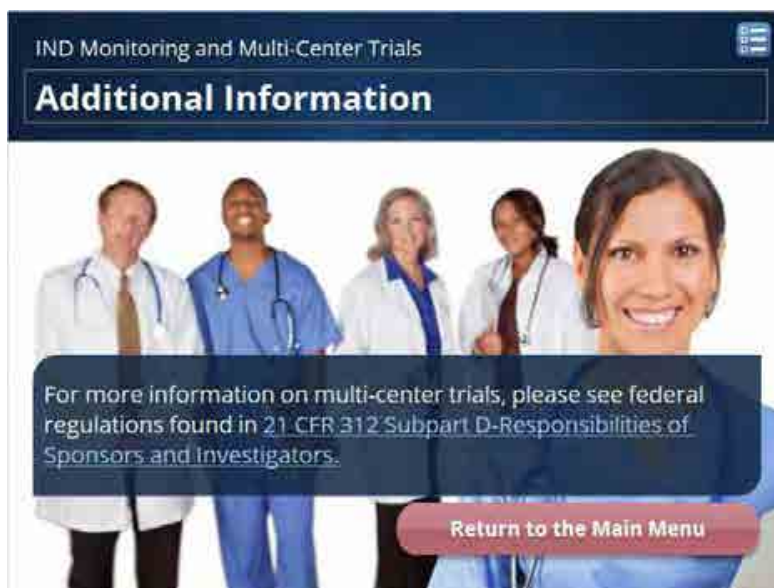 IND Monitoring and Multi-Center Trials
Additional Information
For more information on multi-center trials, please see federal
regulations found in 21 CFR 312 Subpart D-Responsibilities of
Sponsors and Investigators.
Return to the Main Menu